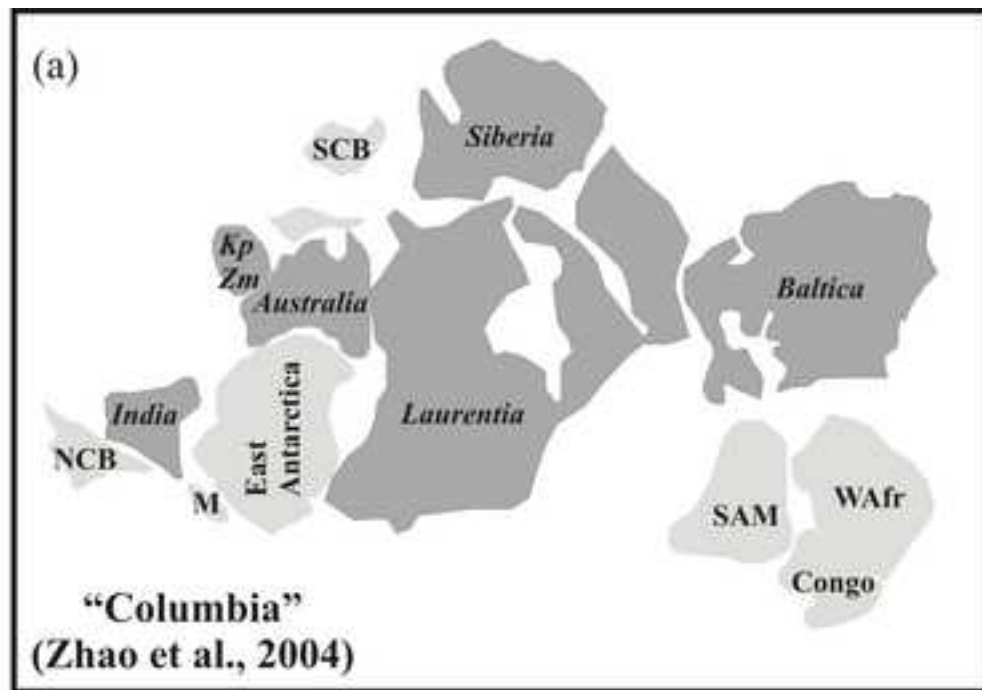 (a)
Siberia
SCB
Kp
Zm
Australia
Baltica
India
Laurentia
East
Antarctica
NCB
M
SAM
WAfr
Congo
“Columbia”
(Zhao et al., 2004)